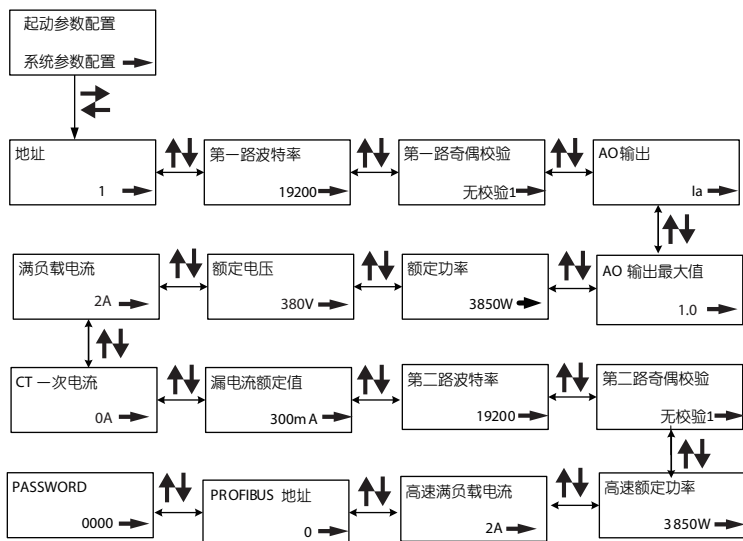 起动参数配置
系统参数配置
地址
1
第一路波特率
19200
第一路奇偶校验
无校验1
AO输出
Ia
满负载电流
2A
额定电压
380V
额定功率
3850W
AO 输出最大值
1.0
CT 一次电流
0A
漏电流额定值
300mA
第二路波特率
19200
第二路奇偶校验
无校验1
PASSWORD
0000
PROFIBUS 地址
0
高速满负载电流
2A
高速额定功率
3850W